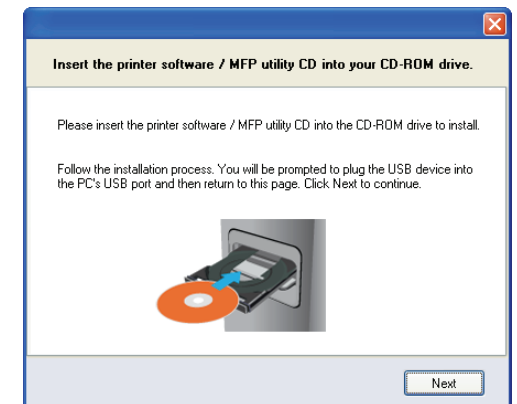 Insert the printer software / MFP utility CD into your CD-ROM drive.
Please insert the printer software / MFP utility CD into the CD-ROM drive to install.
Follow the installation process. You will be prompted to plug the USB device into
the PC's USB port and then return to this page. Click Next to continue.
Next